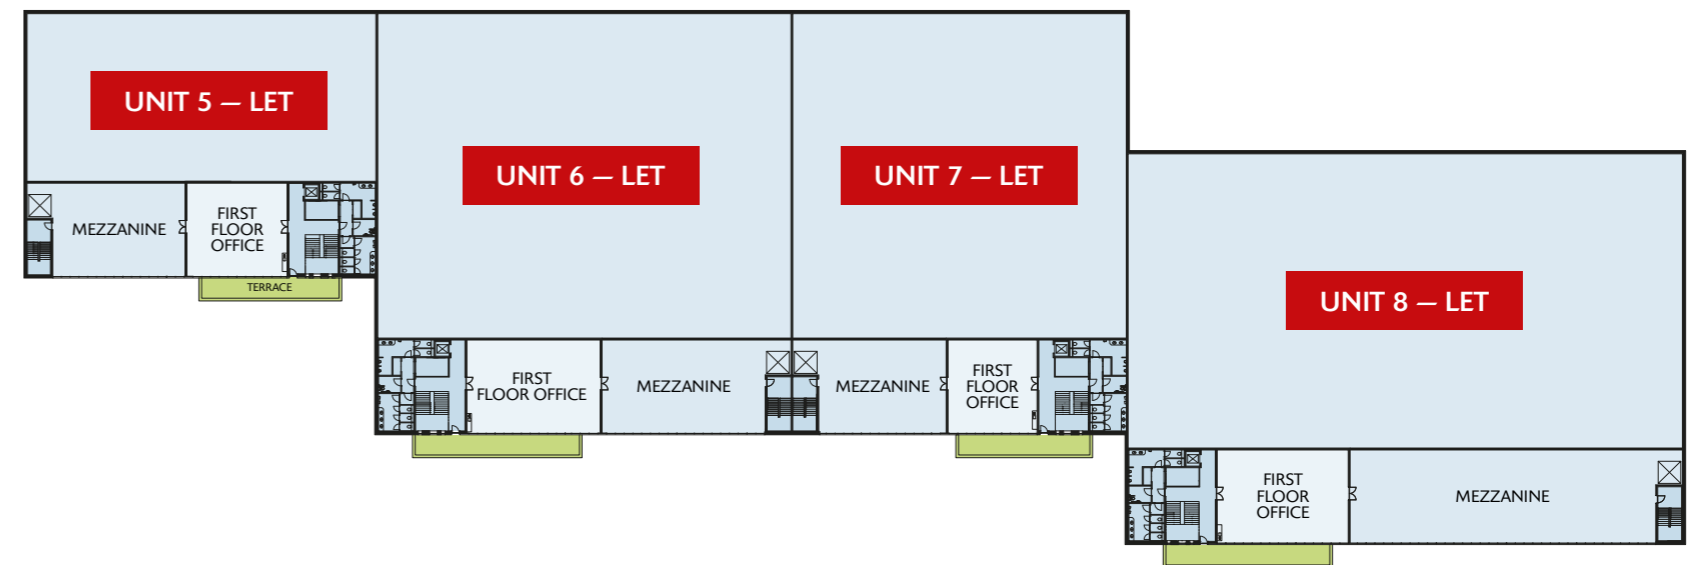 UNIT 5 – LET
MEZZANINE
FIRST
FLOOR
OFFICE
TERRACE
UNIT 6 – LET
FIRST
FLOOR OFFICE
MEZZANINE
UNIT 7 – LET
MEZZANINE
FIRST
FLOOR
OFFICE
UNIT 8 – LET
FIRST
FLOOR
OFFICE
MEZZANINE